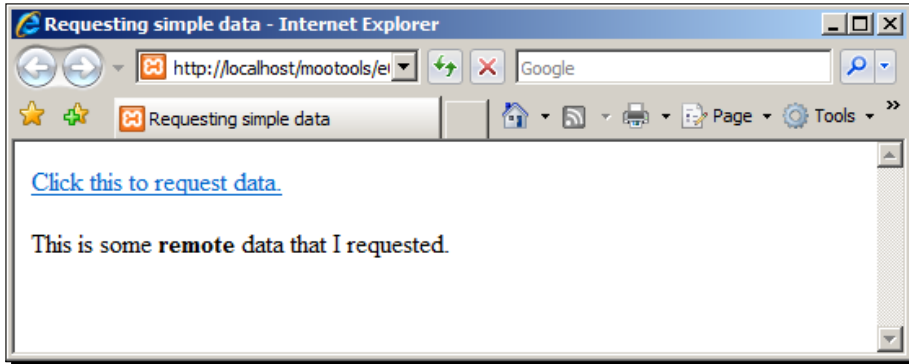 Requesting simple data - Internet Explorer
http://localhost/mootools/e
Google
Requesting simple data
Page
Tools
Click this to request data.
This is some remote data that I requested.